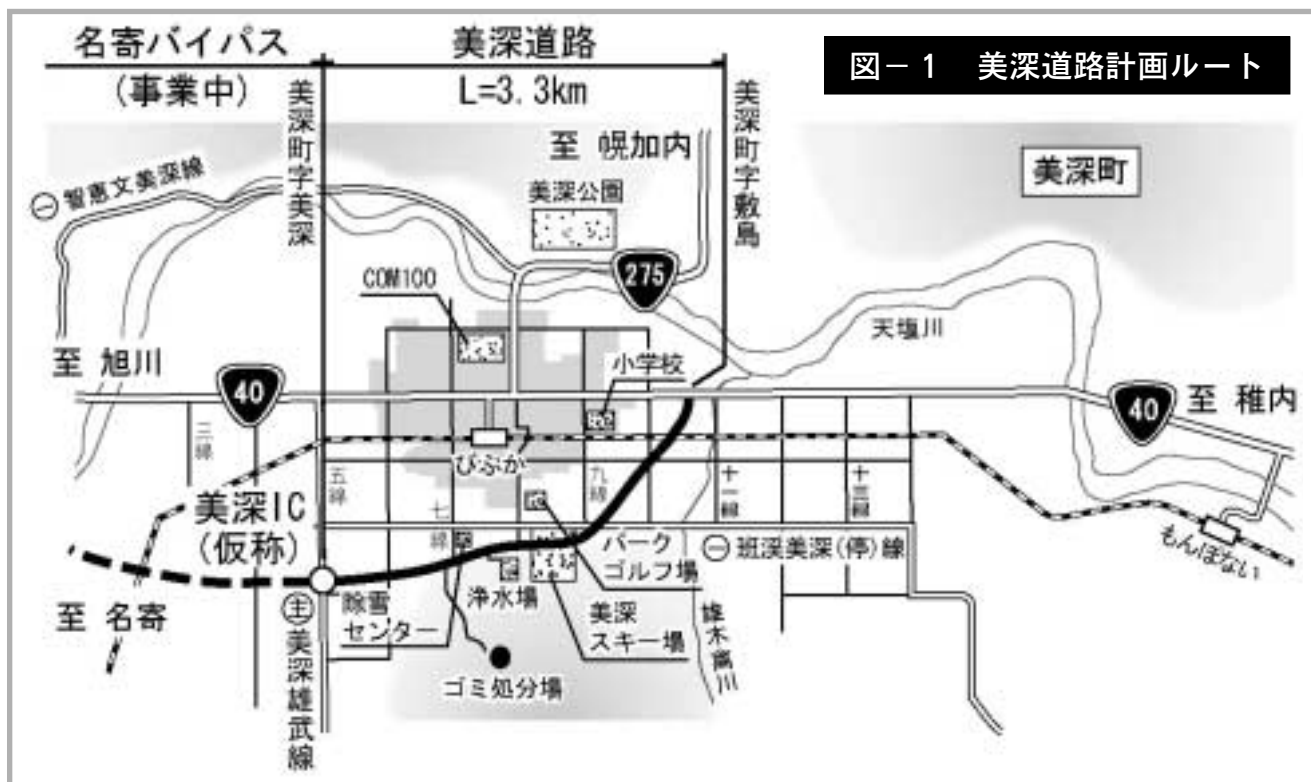 名寄バイパス
(事業中)
美深道路
L=3.3km
図－1 美深道路計画ルート
美深町字美深
美深町字敷島
至 幌加内
美深町
㊀ 智恵文美深線
美深公園
275
COM100
天塩川
至 旭川
40
小学校
40
至 稚内
びぶか
三線
五線
七線
九線
十一線
十三線
美深IC
(仮称)
パーク
ゴルフ場
㊀ 班渓美深(停)線
もんぽない
至 名寄
除雪
センター
浄水場
美深
スキー場
ゴミ処分場
㊤美深雄武線